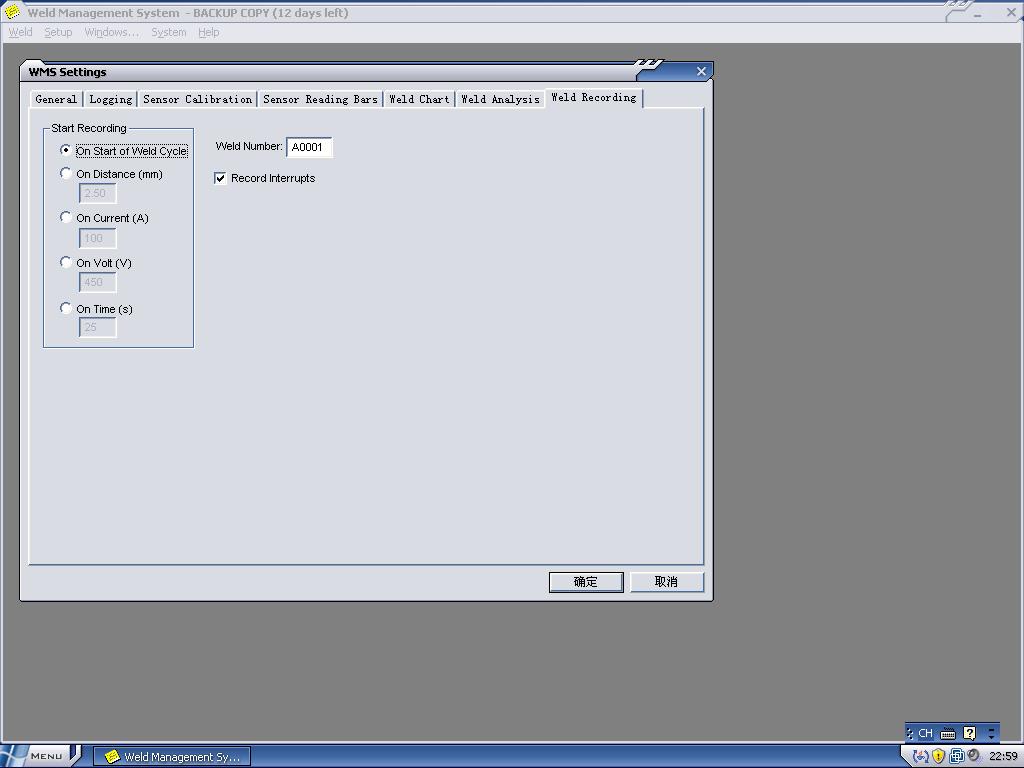 Weld Management System - BACKUP COPY (12 days left)
Weld Setup Windows... System Help
WMS Settings
General Logging Sensor Calibration Sensor Reading Bars Weld Chart Weld Analysis Weld Recording
Start Recording
On Start of Weld Cycle
Weld Number: A0001
On Distance (mm)
Record Interrupts
2.50
On Current (A)
100
On Volt (V)
450
On Time (s)
25
确定 取消
CH
MENU Weld Management Sy... 22:59